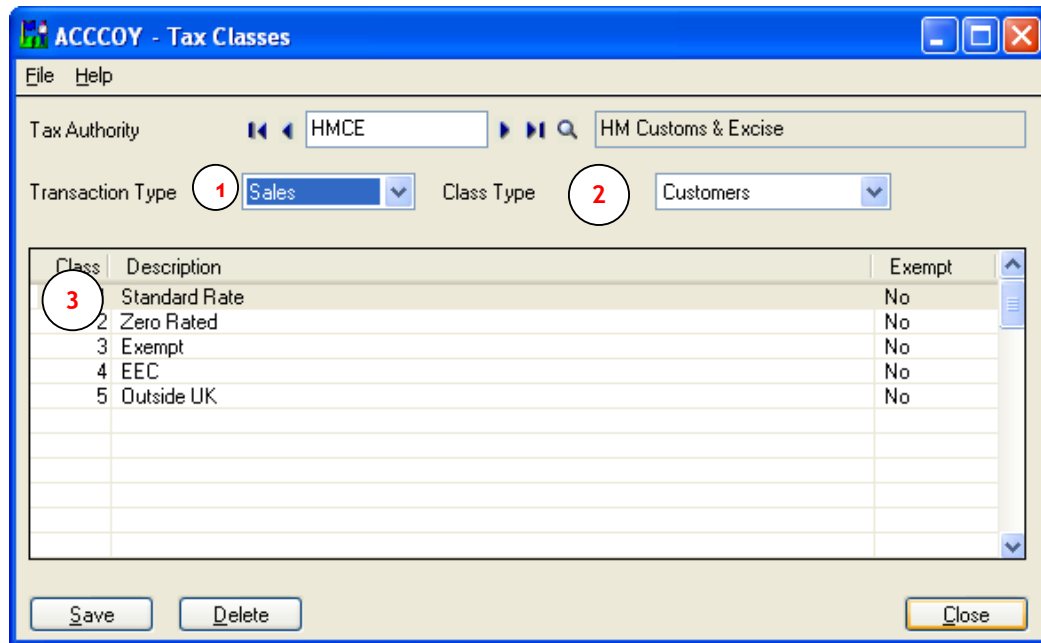 ACCCOY - Tax Classes
File Help
Tax Authority HMCE HM Customs & Excise
Transaction Type 1 Sales Class Type 2 Customers
Class Description Exempt
3 Standard Rate No
2 Zero Rated No
3 Exempt No
4 EEC No
5 Outside UK No
Save Delete Close